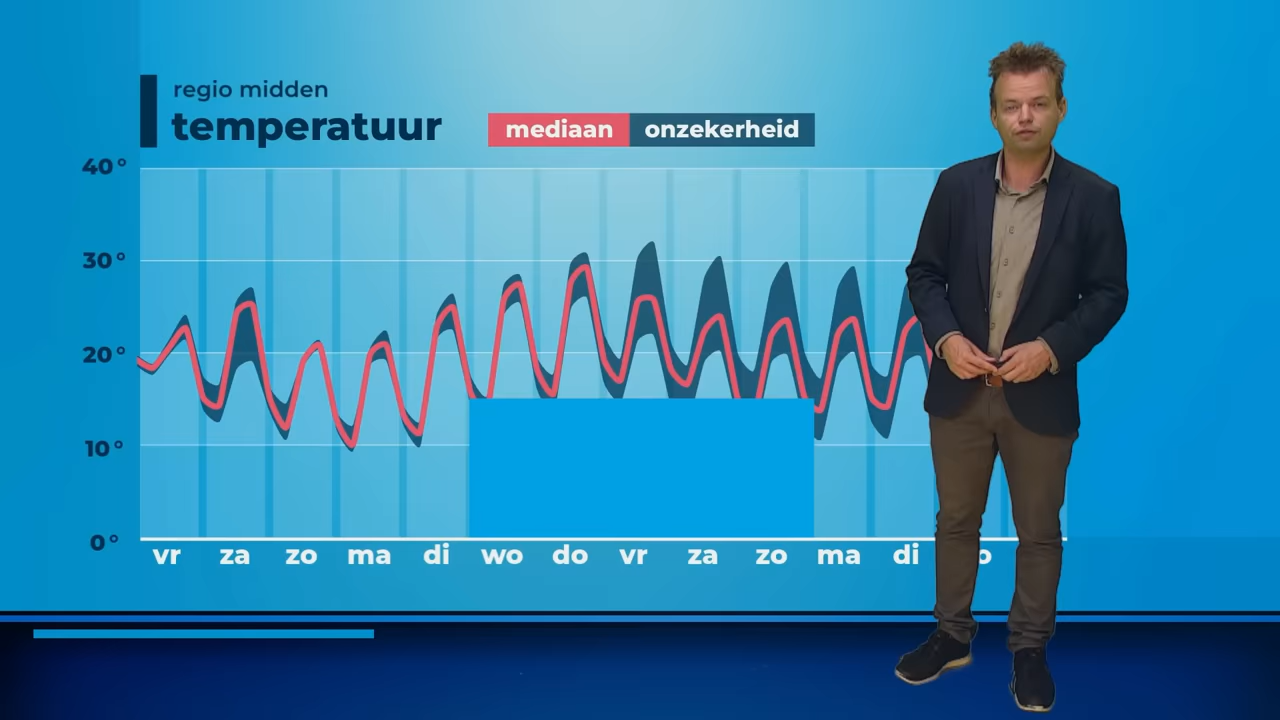 regio midden
temperatuur
mediaan onzekerheid
40°
30°
20°
10°
0°
vr za zo ma di wo do vr za zo ma di